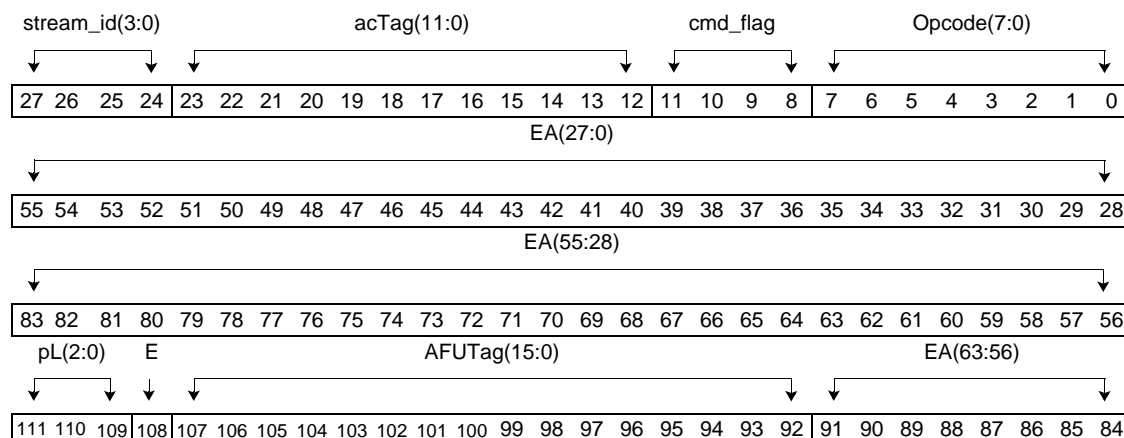 stream_id(3:0) acTag(11:0) cmd_flag Opcode(7:0)
27 26 25 24 23 22 21 20 19 18 17 16 15 14 13 12 11 10 9 8 7 6 5 4 3 2 1 0
EA(27:0)
55 54 53 52 51 50 49 48 47 46 45 44 43 42 41 40 39 38 37 36 35 34 33 32 31 30 29 28
EA(55:28)
83 82 81 80 79 78 77 76 75 74 73 72 71 70 69 68 67 66 65 64 63 62 61 60 59 58 57 56
pL(2:0) E AFUTag(15:0) EA(63:56)
111 110 109 108 107 106 105 104 103 102 101 100 99 98 97 96 95 94 93 92 91 90 89 88 87 86 85 84